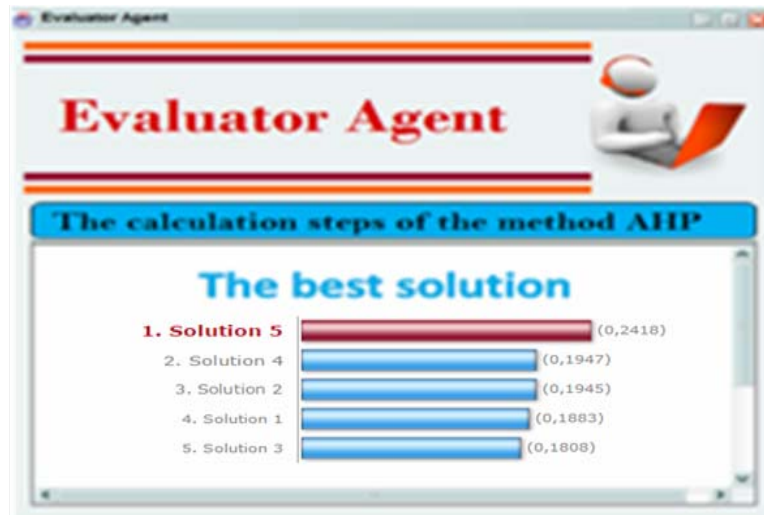 Evaluator Agent
Evaluator Agent
The calculation steps of the method AHP
The best solution
1. Solution 5 (0,2418)
2. Solution 4 (0,1947)
3. Solution 2 (0,1945)
4. Solution 1 (0,1883)
5. Solution 3 (0,1808)